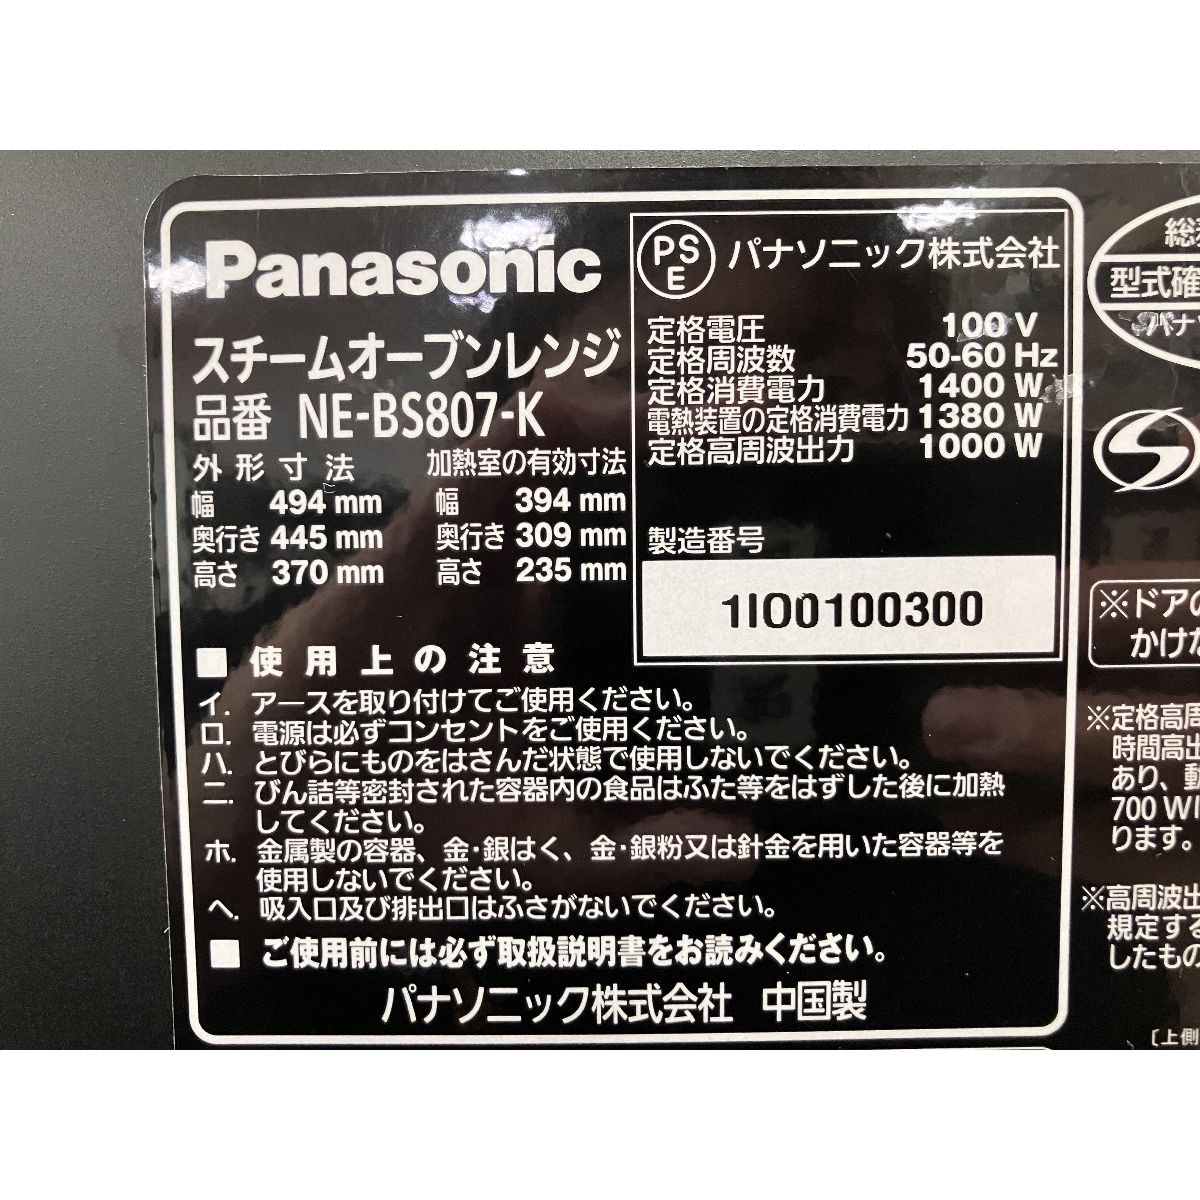 Panasonic
スチームオーブンレンジ
品番 NE-BS807-K
外形寸法
幅 494 mm
奥行き 445 mm
高さ 370 mm
加熱室の有効寸法
幅 394 mm
奥行き 309 mm
高さ 235 mm
PS
E
パナソニック株式会社
定格電圧 100 V
定格周波数 50-60 Hz
定格消費電力 1400 W
電熱装置の定格消費電力 1380 W
定格高周波出力 1000 W
製造番号
1IO0100300
■ 使用上の注意
イ. アースを取り付けてご使用ください。
ロ. 電源は必ずコンセントをご使用ください。
ハ. とびらにものをはさんだ状態で使用しないでください。
ニ. びん詰等密封された容器内の食品はふた等をはずした後に加熱
してください。
ホ. 金属製の容器、金・銀はく、金・銀粉又は針金を用いた容器等を
使用しないでください。
ヘ. 吸入口及び排出口はふさがないでください。
■ ご使用前には必ず取扱説明書をお読みください。
パナソニック株式会社 中国製
型式確
パナ
※ドアの
かけな
※定格高周
時間高出
あり、動
700 W
ります。
※高周波出
規定する
したもの
[上側